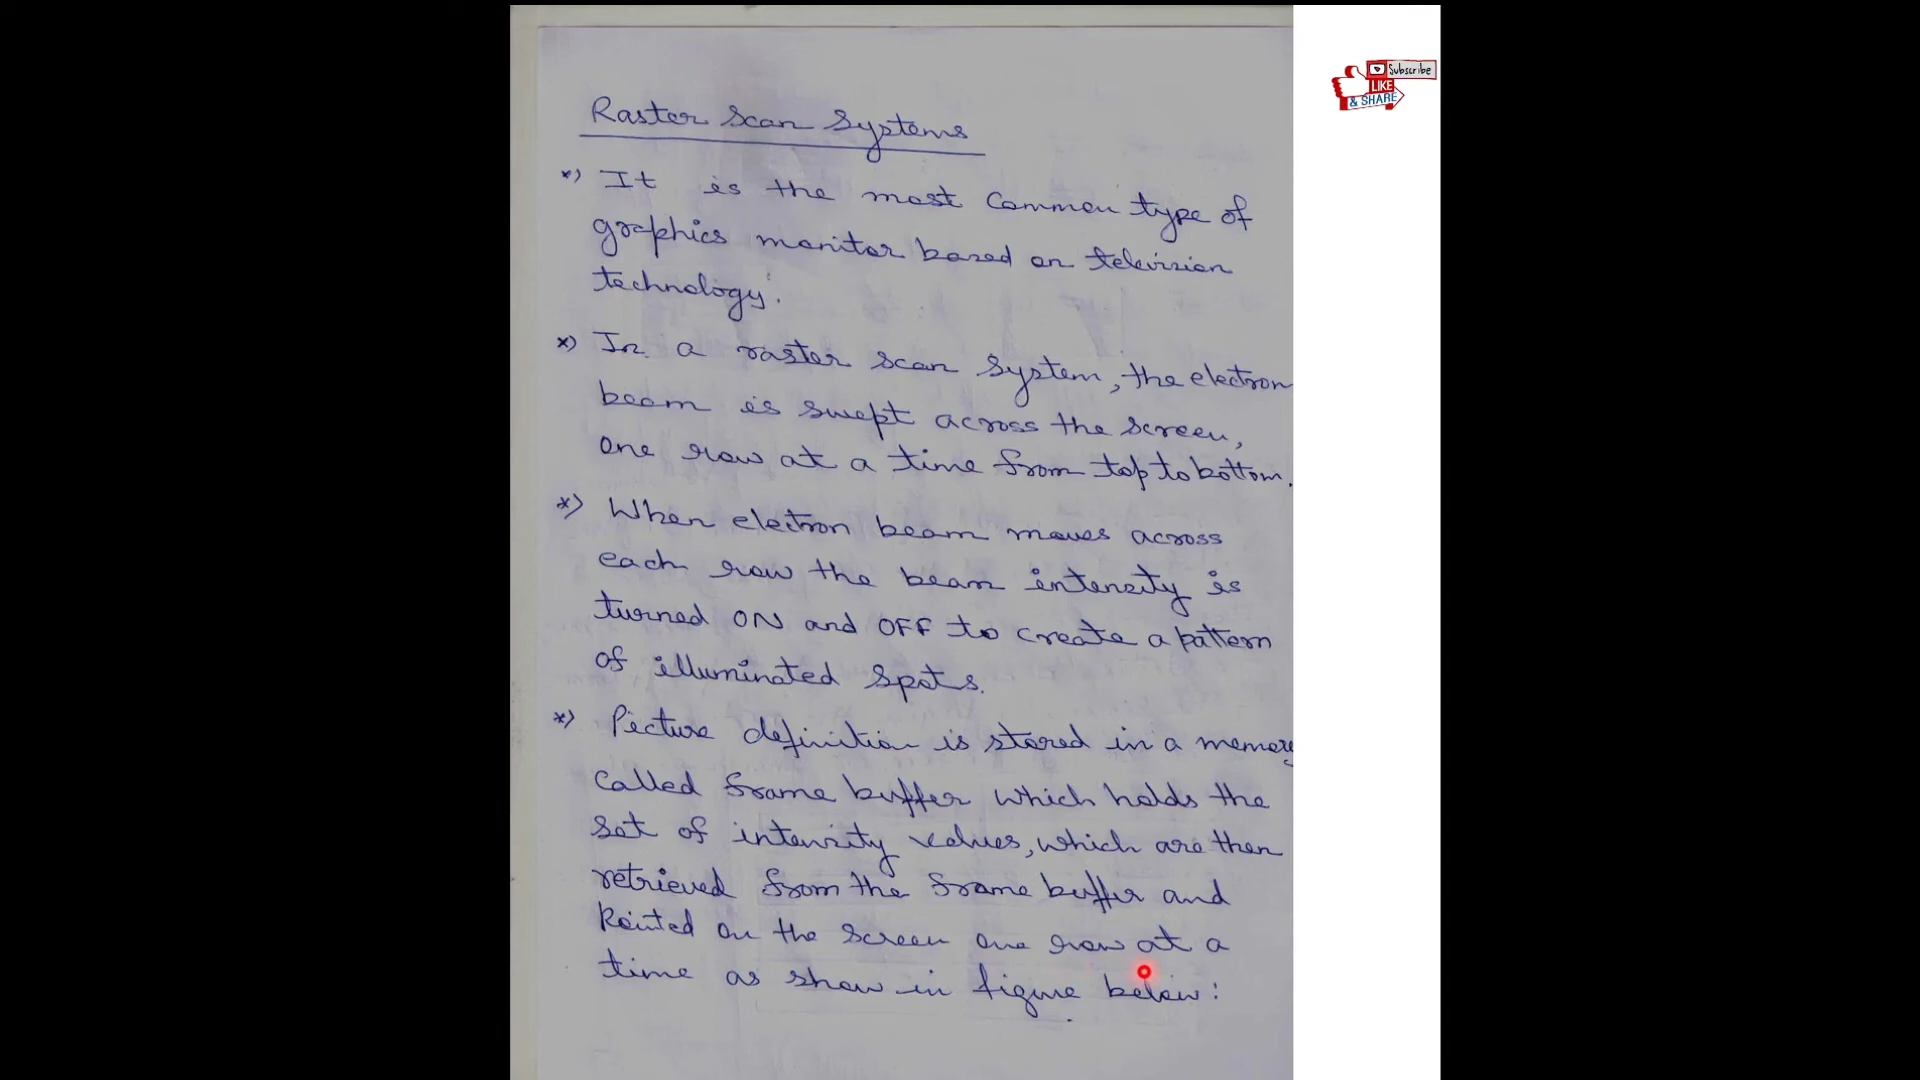 Raster Scan Systems
*) It is the most common type of
graphics monitor based on television
technology.
*) In a raster scan system, the electron
beam is swept across the screen,
one row at a time from top to bottom.
*) When electron beam moves across
each row the beam intensity is
turned ON and OFF to create a pattern
of illuminated spots.
*) Picture definition is stored in a memory
called frame buffer which holds the
set of intensity values, which are then
retrieved from the frame buffer and
Painted on the screen one row at a
time as show in figure below:
Subscribe
LIKE
& SHARE